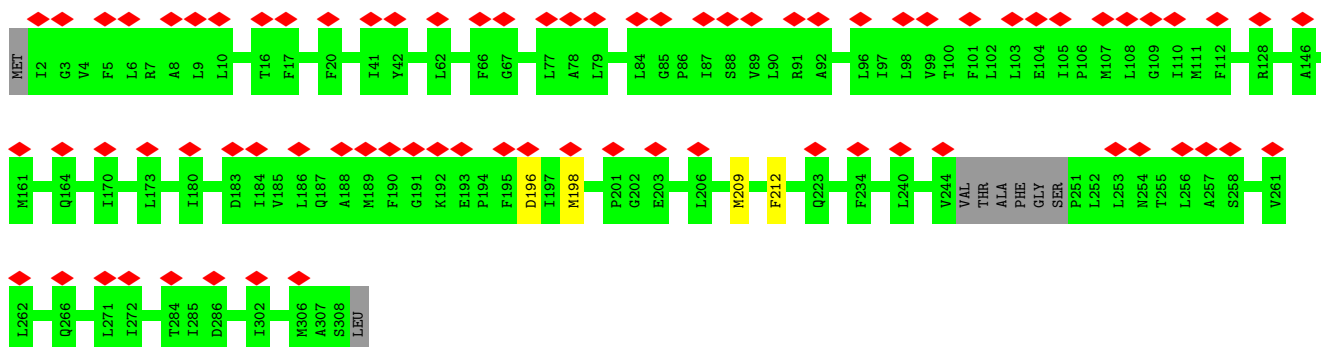 MET I2 G3 V4 F5 L6 R7 A8 L9 L10 T16 F17 F20 I41 Y42 L62 F66 G67 L77 A78 L79 L84 G85 P86 I87 S88 V89 L90 R91 A92 L96 I97 L98 V99 T100 F101 L102 L103 E104 I105 P106 M107 L108 G109 I110 M111 F112 R128 A146
M161 Q164 I170 L173 I180 D183 I184 V185 L186 Q187 A188 M189 F190 G191 K192 E193 P194 F195 D196 I197 M198 P201 G202 E203 L206 M209 F212 Q223 F234 L240 V244 VAL THR ALA PHE GLY SER P251 L252 L253 N254 T255 L256 A257 S258 V261
L262 Q266 L271 I272 T284 I285 D286 I302 M306 A307 S308 LEU